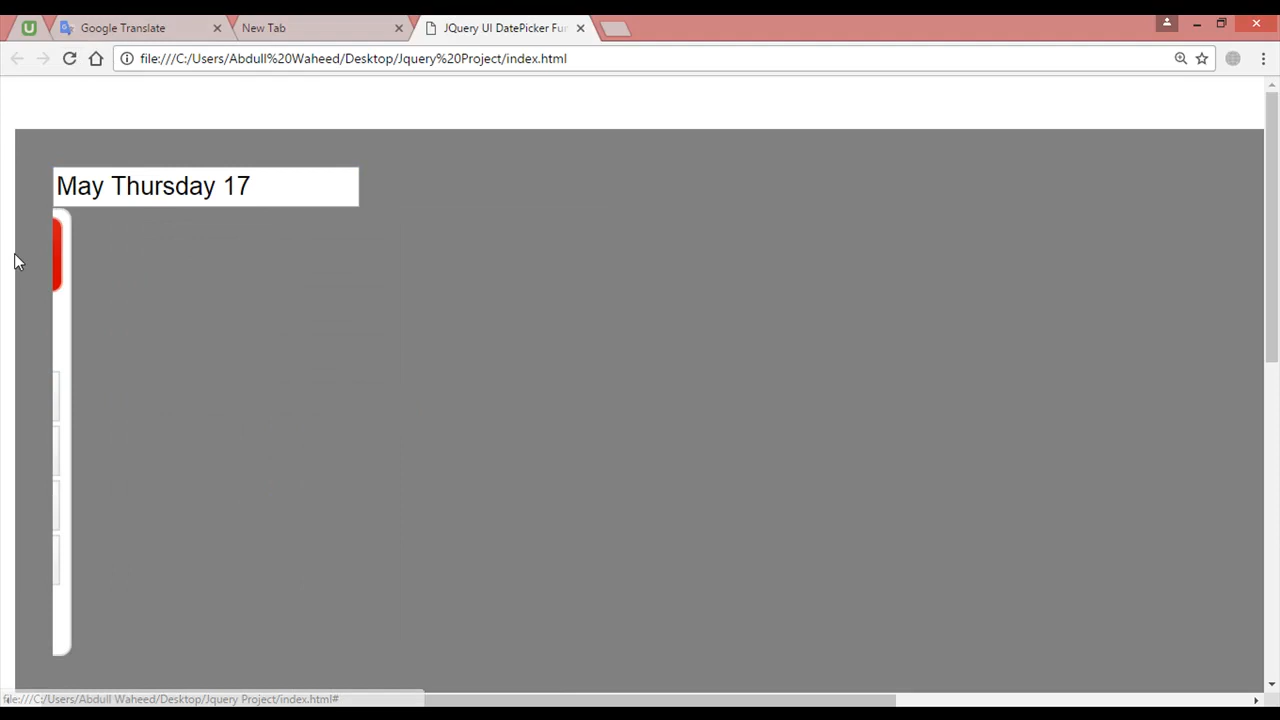 Google Translate
New Tab
JQuery UI DatePicker Fu
file:///C:/Users/Abdull%20Waheed/Desktop/Jquery%20Project/index.html
May Thursday 17
file:///C:/Users/Abdull Waheed/Desktop/Jquery Project/index.html#